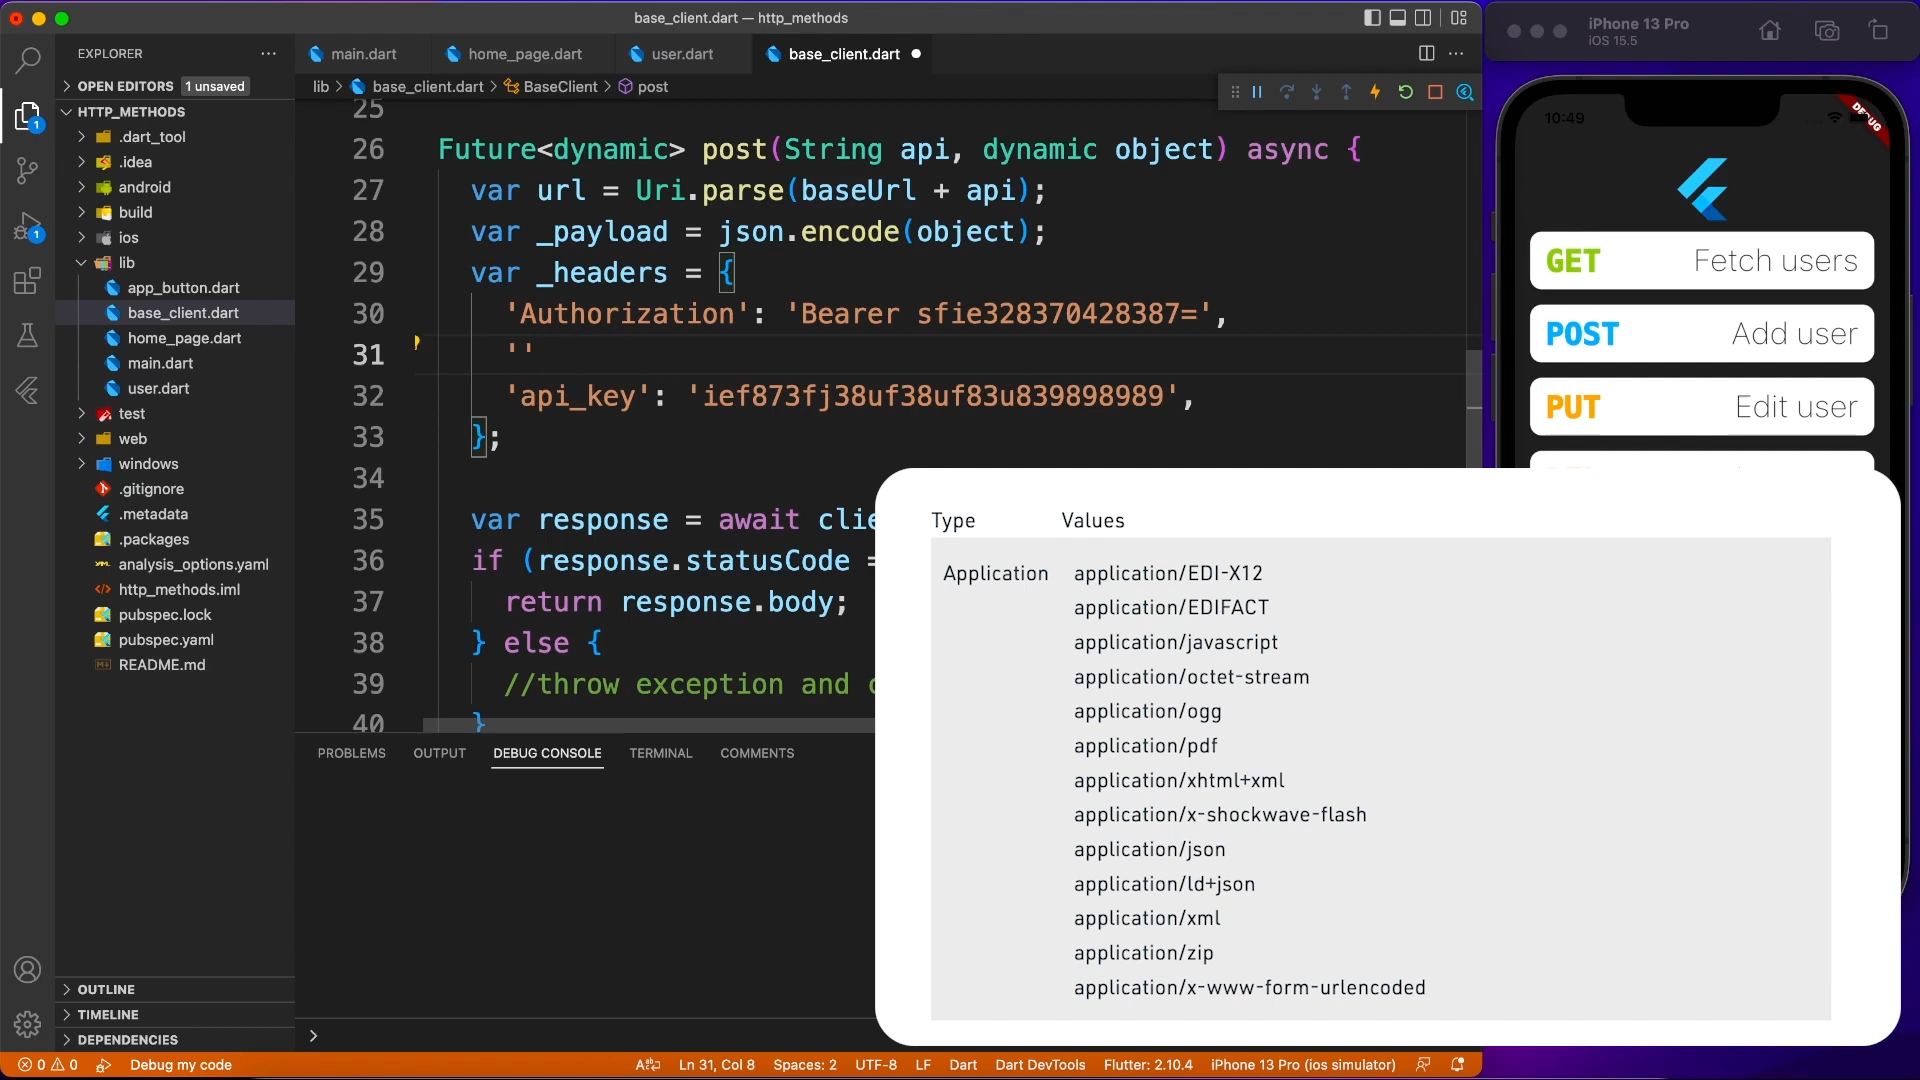 base_client.dart — http_methods
EXPLORER
OPEN EDITORS 1 unsaved
HTTP_METHODS
.dart_tool
.idea
android
build
ios
lib
app_button.dart
base_client.dart
home_page.dart
main.dart
user.dart
test
web
windows
.gitignore
.metadata
.packages
analysis_options.yaml
http_methods.iml
pubspec.lock
pubspec.yaml
README.md
OUTLINE
TIMELINE
DEPENDENCIES
1
1
main.dart
home_page.dart
user.dart
base_client.dart
lib > base_client.dart > BaseClient > post
25
26 Future<dynamic> post(String api, dynamic object) async {
27 var url = Uri.parse(baseUrl + api);
28 var _payload = json.encode(object);
29 var _headers = {
30 'Authorization': 'Bearer sfie328370428387=',
31 ''
32 'api_key': 'ief873fj38uf38uf83u839898989',
33 };
34
35 var response = await clie
36 if (response.statusCode =
37 return response.body;
38 } else {
39 //throw exception and
40 }
PROBLEMS
OUTPUT
DEBUG CONSOLE
TERMINAL
COMMENTS
iPhone 13 Pro
iOS 15.5
10:49
DEBUG
GET Fetch users
POST Add user
PUT Edit user
Type Values
Application application/EDI-X12
application/EDIFACT
application/javascript
application/octet-stream
application/ogg
application/pdf
application/xhtml+xml
application/x-shockwave-flash
application/json
application/ld+json
application/xml
application/zip
application/x-www-form-urlencoded
0 0 Debug my code
Ln 31, Col 8
Spaces: 2
UTF-8
LF
Dart
Dart DevTools
Flutter: 2.10.4
iPhone 13 Pro (ios simulator)